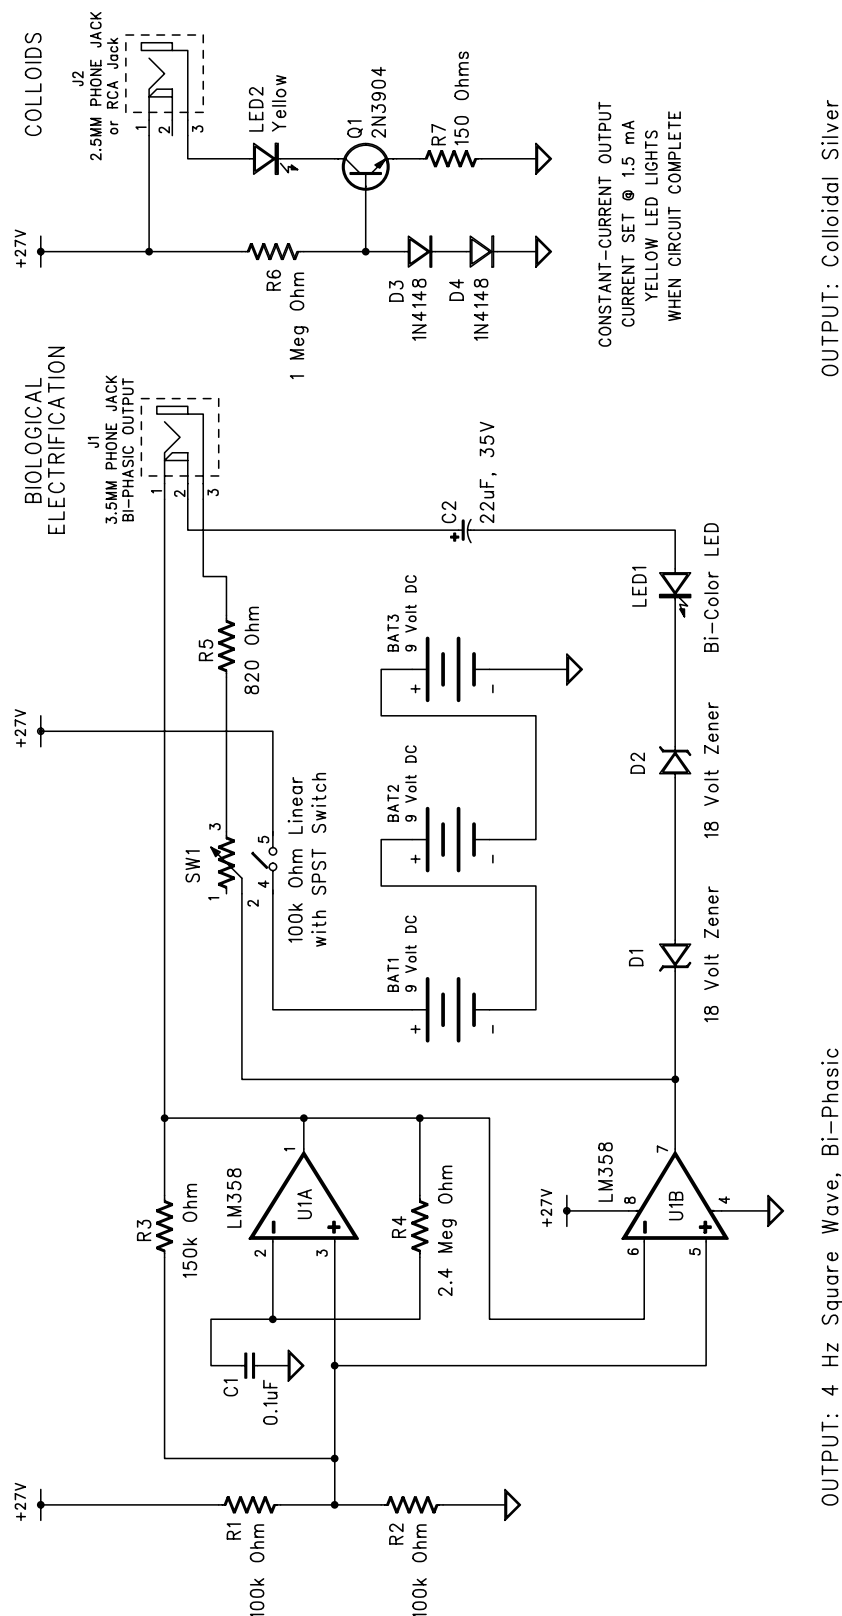 +27V
R1
100k Ohm
R2
100k Ohm
C1
0.1uF
R3
150k Ohm
LM358
U1A
2
3
1
R4
2.4 Meg Ohm
+27V
LM358
U1B
8
6
5
7
4
OUTPUT: 4 Hz Square Wave, Bi-Phasic
+27V
SW1
1
2
3
4
5
100k Ohm Linear
with SPST Switch
R5
820 Ohm
BAT1
9 Volt DC
+
-
BAT2
9 Volt DC
+
-
BAT3
9 Volt DC
+
-
D1
18 Volt Zener
D2
18 Volt Zener
LED1
Bi-Color LED
C2
22uF, 35V
+
BIOLOGICAL
ELECTRIFICATION
J1
3.5MM PHONE JACK
BI-PHASIC OUTPUT
1
2
3
COLLOIDS
J2
2.5MM PHONE JACK
or RCA Jack
1
2
3
+27V
R6
1 Meg Ohm
LED2
Yellow
Q1
2N3904
R7
150 Ohms
D3
1N4148
D4
1N4148
CONSTANT-CURRENT OUTPUT
CURRENT SET @ 1.5 mA
YELLOW LED LIGHTS
WHEN CIRCUIT COMPLETE
OUTPUT: Colloidal Silver